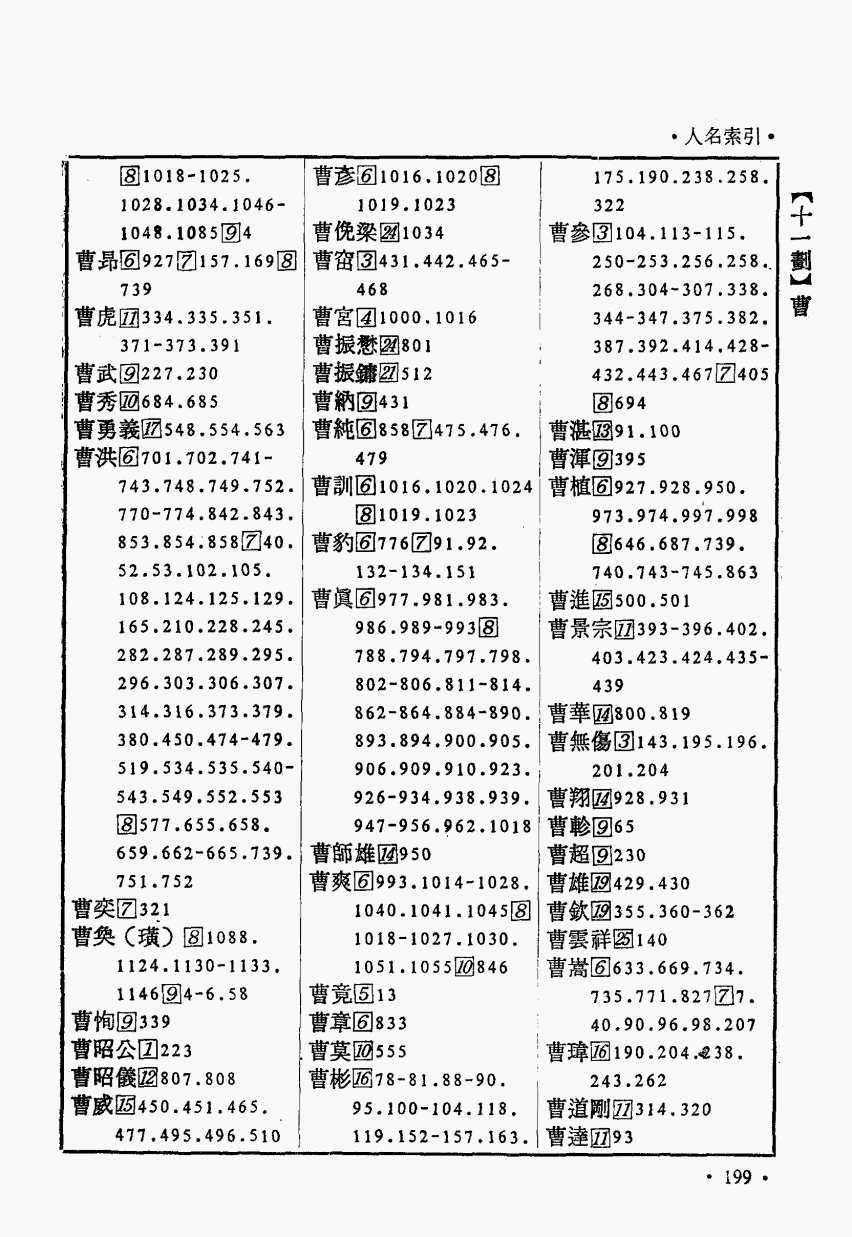 •人名索引•
【十一劃】曹
[8]1018-1025.
1028.1034.1046-
1048.1085[9]4
曹昂[6]927[7]157.169[8]
739
曹虎[11]334.335.351.
371-373.391
曹武[9]227.230
曹秀[10]684.685
曹勇義[17]548.554.563
曹洪[6]701.702.741-
743.748.749.752.
770-774.842.843.
853.854.858[7]40.
52.53.102.105.
108.124.125.129.
165.210.228.245.
282.287.289.295.
296.303.306.307.
314.316.373.379.
380.450.474-479.
519.534.535.540-
543.549.552.553
[8]577.655.658.
659.662-665.739.
751.752
曹奕[7]321
曹奐（璜）[8]1088.
1124.1130-1133.
1146[9]4-6.58
曹恂[9]339
曹昭公[1]223
曹昭儀[12]807.808
曹威[15]450.451.465.
477.495.496.510
曹彥[6]1016.1020[8]
1019.1023
曹俛梁[24]1034
曹窋[3]431.442.465-
468
曹宮[4]1000.1016
曹振懋[24]801
曹振鏞[21]512
曹納[9]431
曹純[6]858[7]475.476.
479
曹訓[6]1016.1020.1024
[8]1019.1023
曹豹[6]776[7]91.92.
132-134.151
曹眞[6]977.981.983.
986.989-993[8]
788.794.797.798.
802-806.811-814.
862-864.884-890.
893.894.900.905.
906.909.910.923.
926-934.938.939.
947-956.962.1018
曹師雄[14]950
曹爽[6]993.1014-1028.
1040.1041.1045[8]
1018-1027.1030.
1051.1055[10]846
曹竟[5]13
曹章[6]833
曹莫[10]555
曹彬[16]78-81.88-90.
95.100-104.118.
119.152-157.163.
175.190.238.258.
322
曹參[3]104.113-115.
250-253.256.258.
268.304-307.338.
344-347.375.382.
387.392.414.428-
432.443.467[7]405
[8]694
曹湛[13]91.100
曹渾[9]395
曹植[6]927.928.950.
973.974.997.998
[8]646.687.739.
740.743-745.863
曹進[15]500.501
曹景宗[11]393-396.402.
403.423.424.435-
439
曹華[14]800.819
曹無傷[3]143.195.196.
201.204
曹翔[14]928.931
曹軫[9]65
曹超[9]230
曹雄[19]429.430
曹欽[19]355.360-362
曹雲祥[25]140
曹嵩[6]633.669.734.
735.771.827[7]7.
40.90.96.98.207
曹瑋[16]190.204.238.
243.262
曹道剛[11]314.320
曹達[11]93
• 199 •